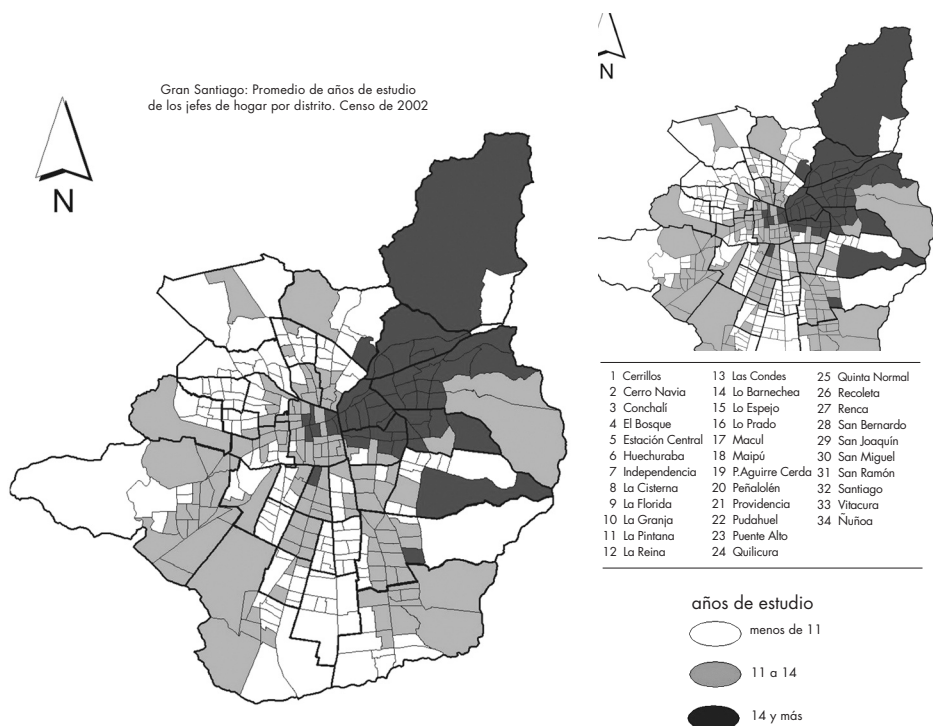 Gran Santiago: Promedio de años de estudio
de los jefes de hogar por distrito. Censo de 2002
N
N
1 Cerrillos
2 Cerro Navia
3 Conchalí
4 El Bosque
5 Estación Central
6 Huechuraba
7 Independencia
8 La Cisterna
9 La Florida
10 La Granja
11 La Pintana
12 La Reina
13 Las Condes
14 Lo Barnechea
15 Lo Espejo
16 Lo Prado
17 Macul
18 Maipú
19 P.Aguirre Cerda
20 Peñalolén
21 Providencia
22 Pudahuel
23 Puente Alto
24 Quilicura
25 Quinta Normal
26 Recoleta
27 Renca
28 San Bernardo
29 San Joaquín
30 San Miguel
31 San Ramón
32 Santiago
33 Vitacura
34 Ñuñoa
años de estudio
menos de 11
11 a 14
14 y más